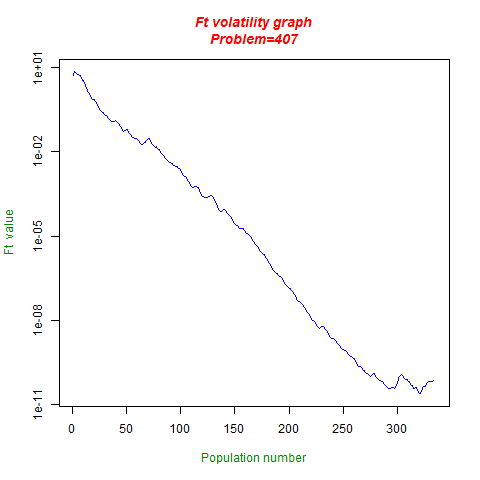 Ft volatility graph
Problem=407
1e+01
1e-02
1e-05
1e-08
1e-11
Ft value
0 50 100 150 200 250 300
Population number